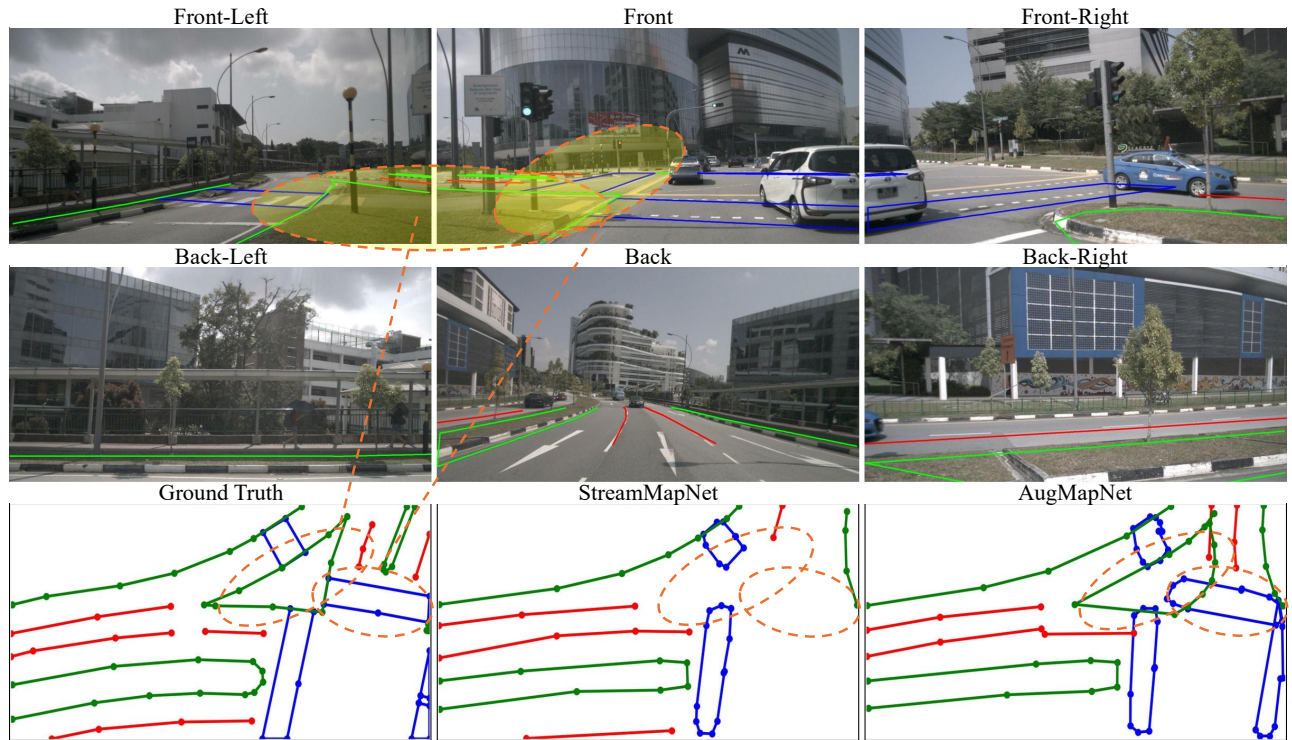 Front-Left
Front
Front-Right
Back-Left
Back
Back-Right
Ground Truth
StreamMapNet
AugMapNet